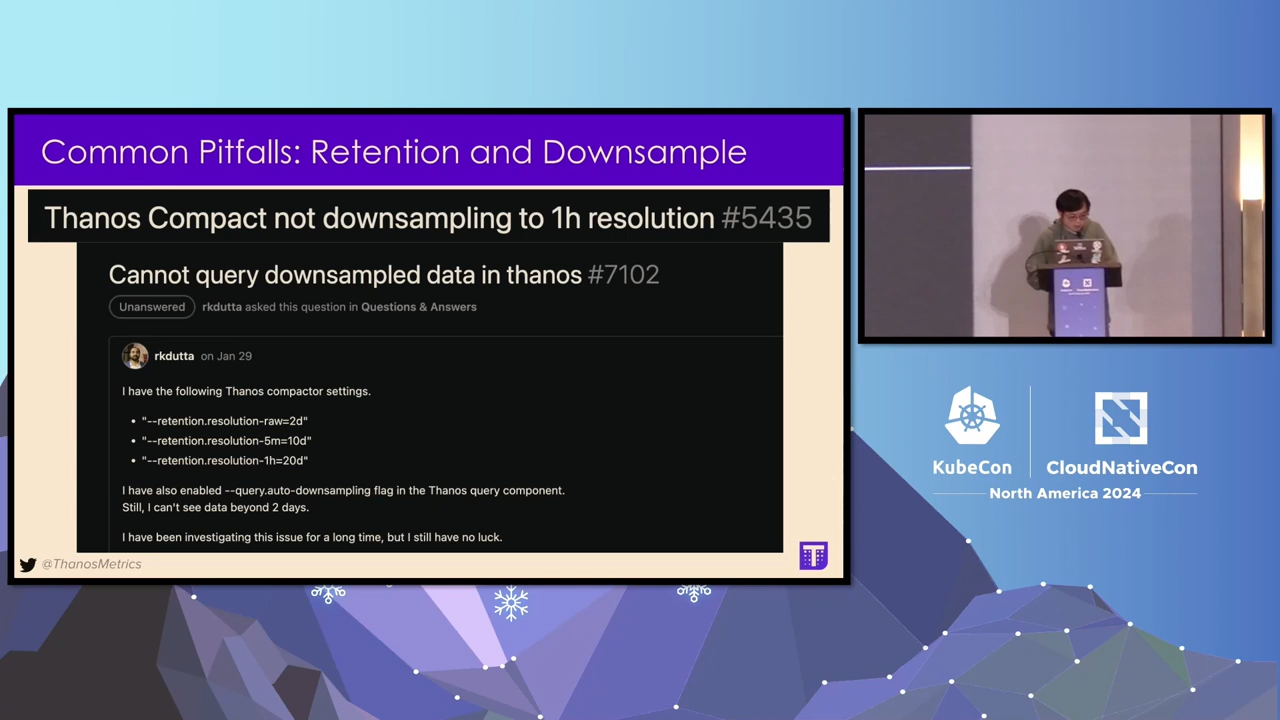 Common Pitfalls: Retention and Downsample
Thanos Compact not downsampling to 1h resolution #5435
Cannot query downsampled data in thanos #7102
Unanswered rkdutta asked this question in Questions & Answers
rkdutta on Jan 29
I have the following Thanos compactor settings.
• "--retention.resolution-raw=2d"
• "--retention.resolution-5m=10d"
• "--retention.resolution-1h=20d"
I have also enabled --query.auto-downsampling flag in the Thanos query component.
Still, I can't see data beyond 2 days.
I have been investigating this issue for a long time, but I still have no luck.
@ThanosMetrics
KubeCon
CloudNativeCon
North America 2024